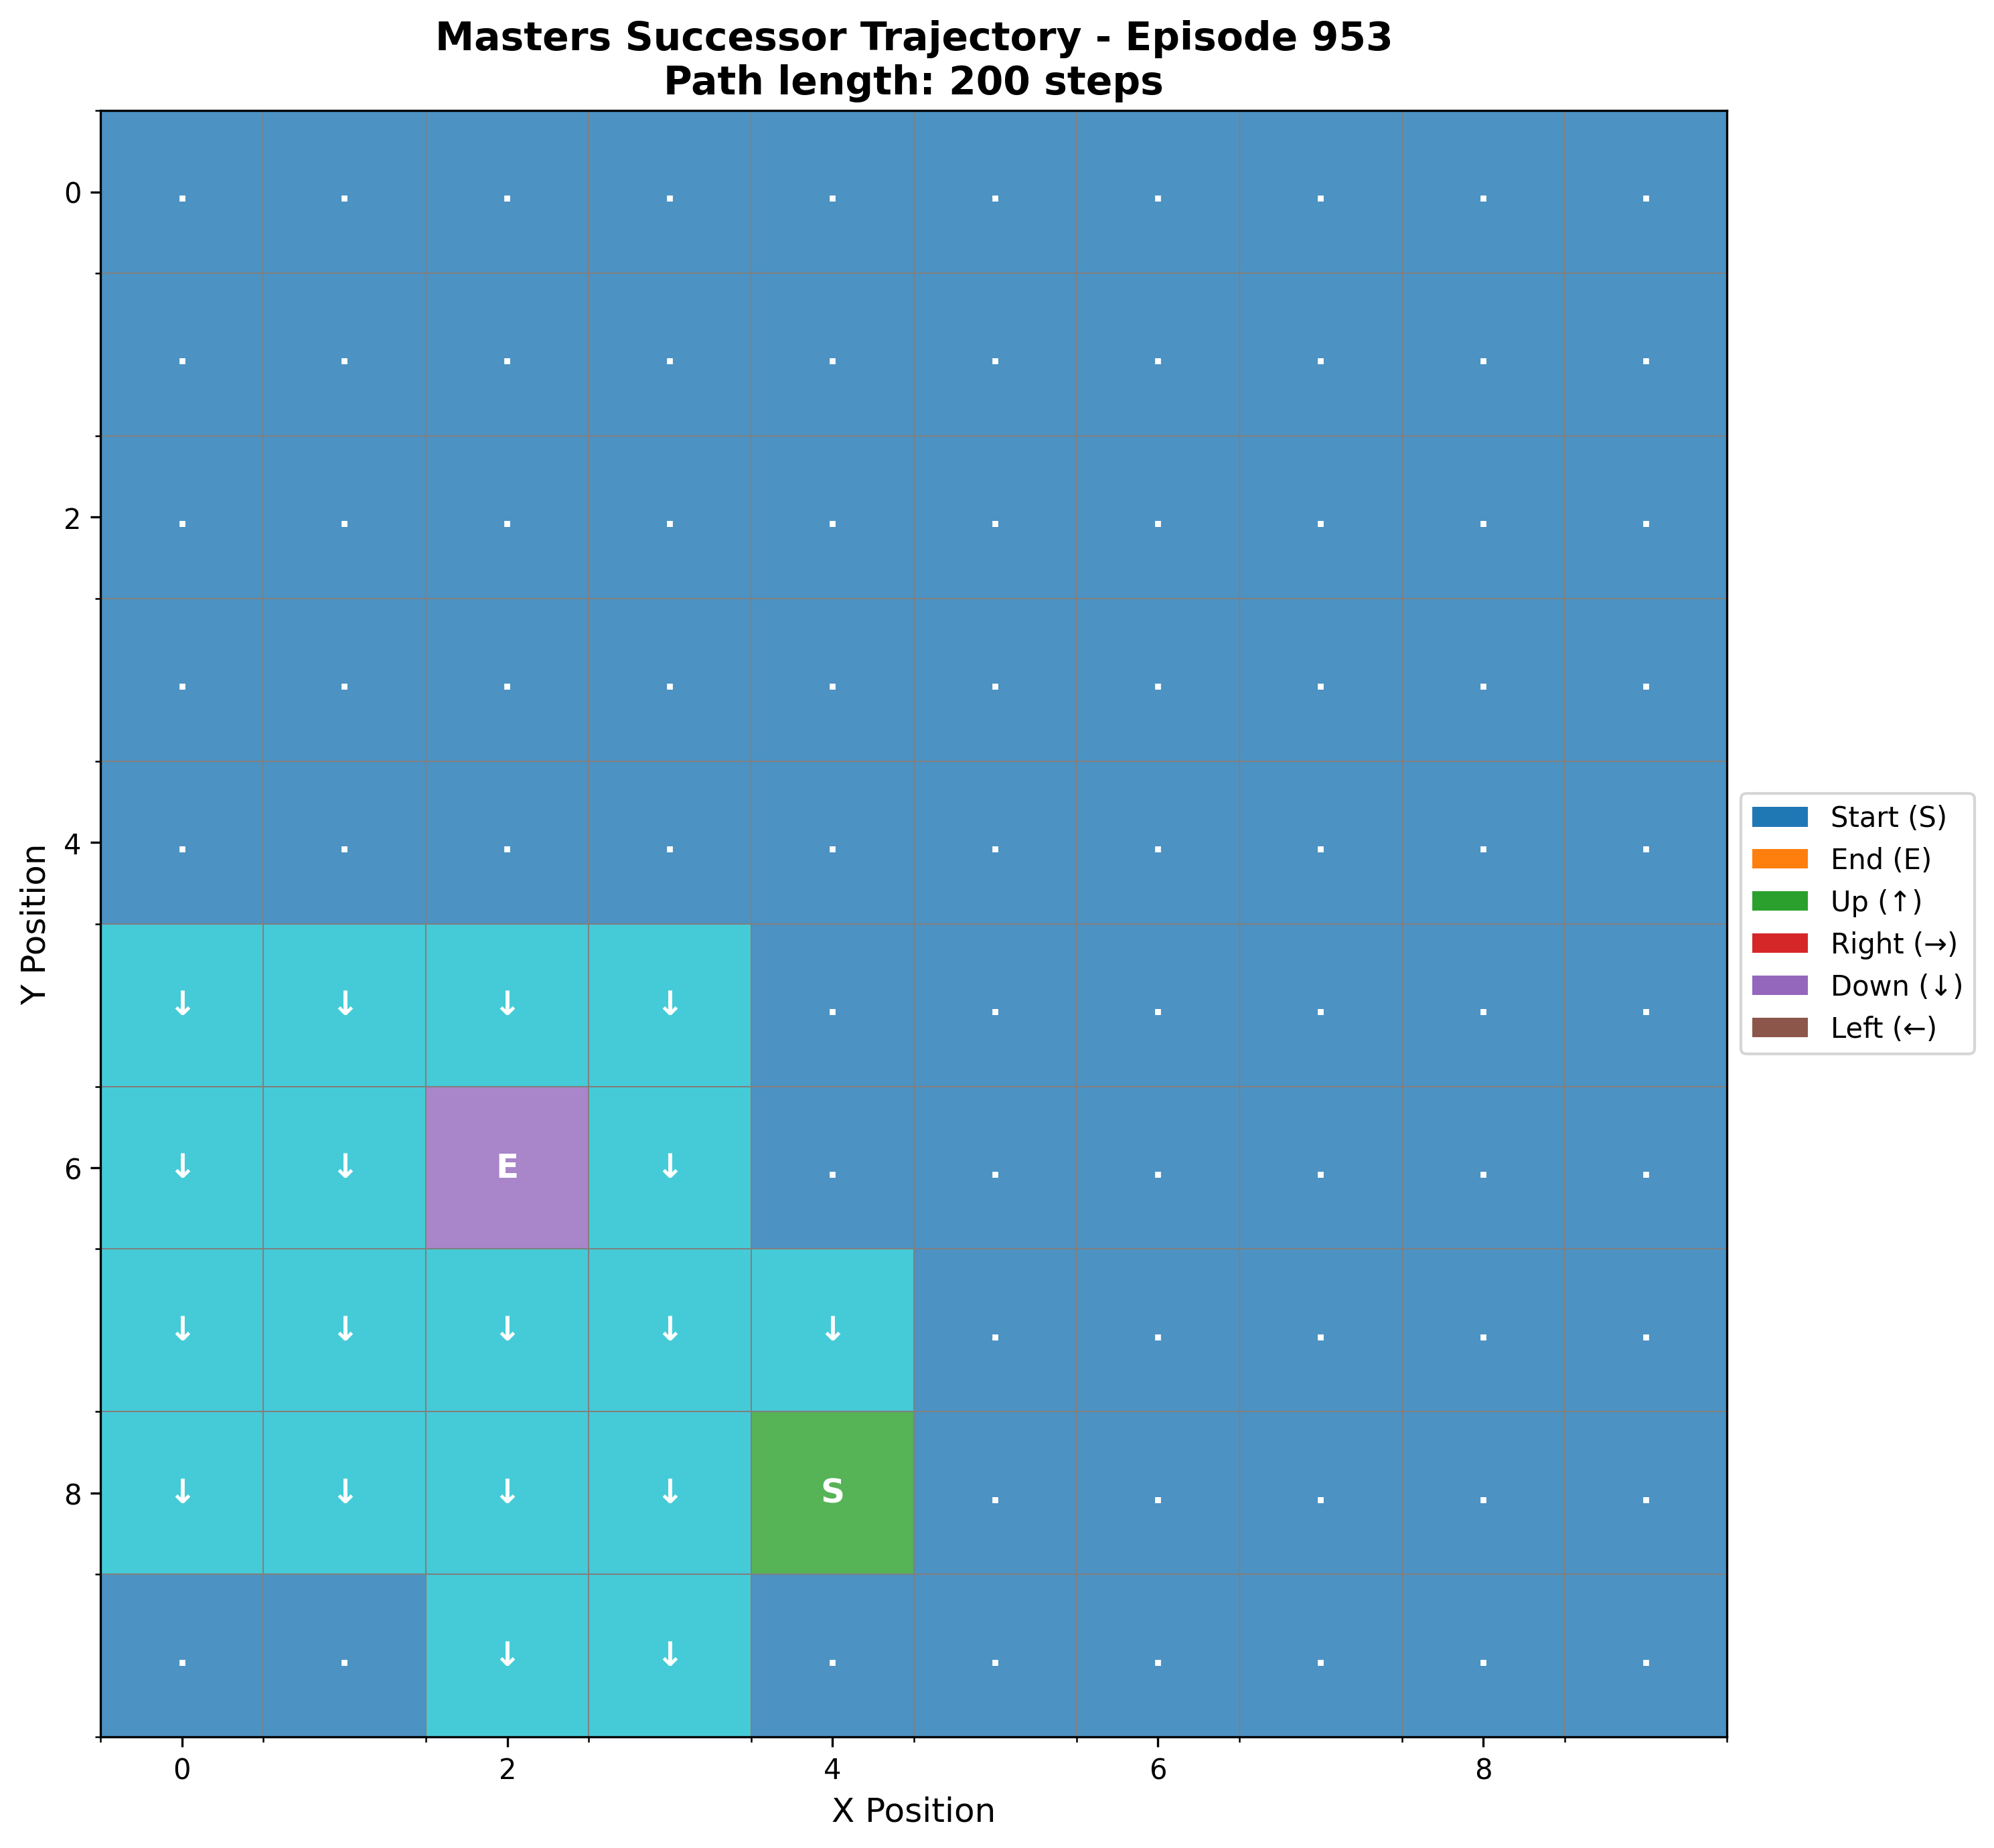 Masters Successor Trajectory - Episode 953
Path length: 200 steps
0 . . . . . . . . . .
. . . . . . . . . .
2 . . . . . . . . . .
. . . . . . . . . .
4 . . . . . . . . . .
↓ ↓ ↓ ↓ . . . . . .
6 ↓ ↓ E ↓ . . . . . .
↓ ↓ ↓ ↓ ↓ . . . . .
8 ↓ ↓ ↓ ↓ S . . . . .
. . ↓ ↓ . . . . . .
0 2 4 6 8
X Position
Y Position
Start (S)
End (E)
Up (↑)
Right (→)
Down (↓)
Left (←)